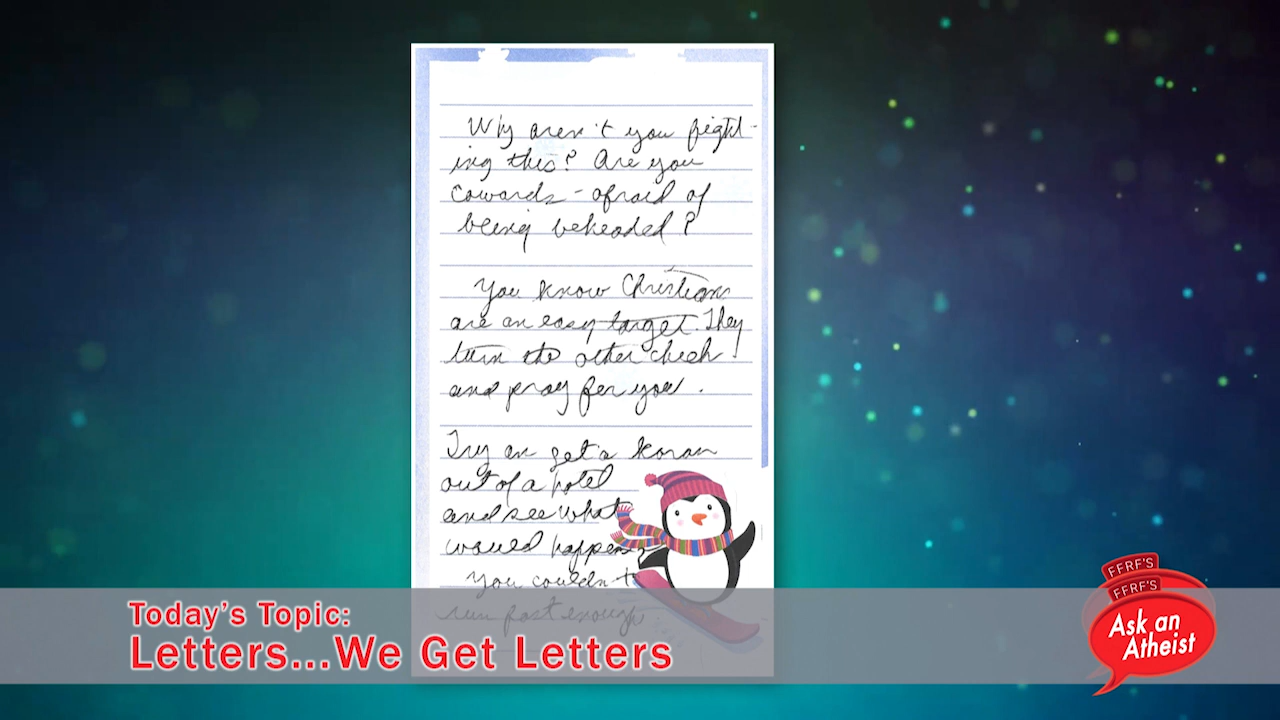 Why aren't you fight-
ing this? Are you
cowards - afraid of
being beheaded?
You know Christians
are an easy target. They
turn the other cheek
and pray for you.
Try an get a Koran
out of a hotel
and see what
would happen
You couldn't
run fast enough
Today's Topic:
Letters...We Get Letters
FFRF'S
FFRF'S
Ask an
Atheist